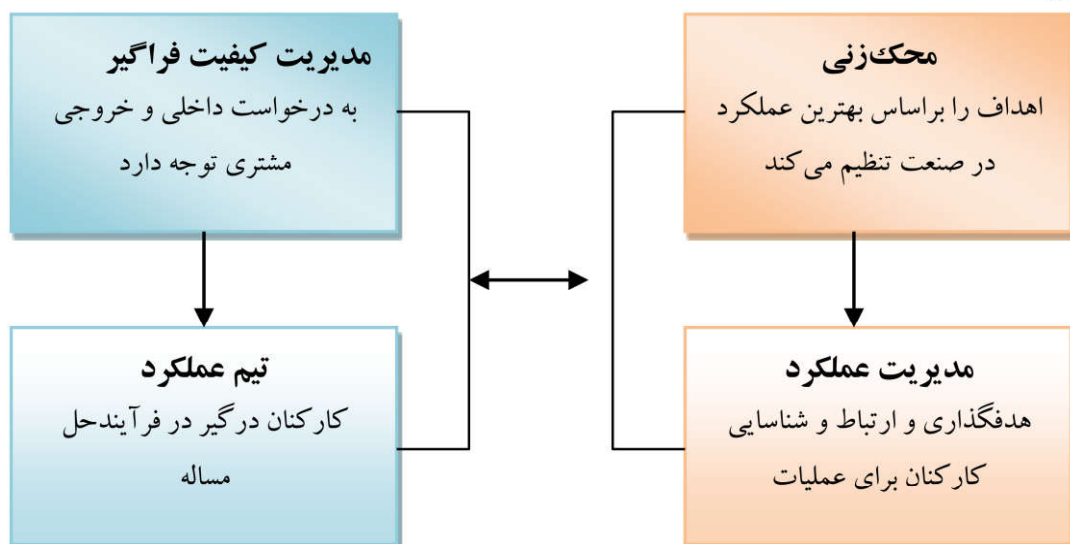 محک‌زنی
اهداف را براساس بهترین عملکرد
در صنعت تنظیم می‌کند
مدیریت کیفیت فراگیر
به درخواست داخلی و خروجی
مشتری توجه دارد
مدیریت عملکرد
هدفگذاری و ارتباط و شناسایی
کارکنان برای عملیات
تیم عملکرد
کارکنان درگیر در فرآیندحل
مساله